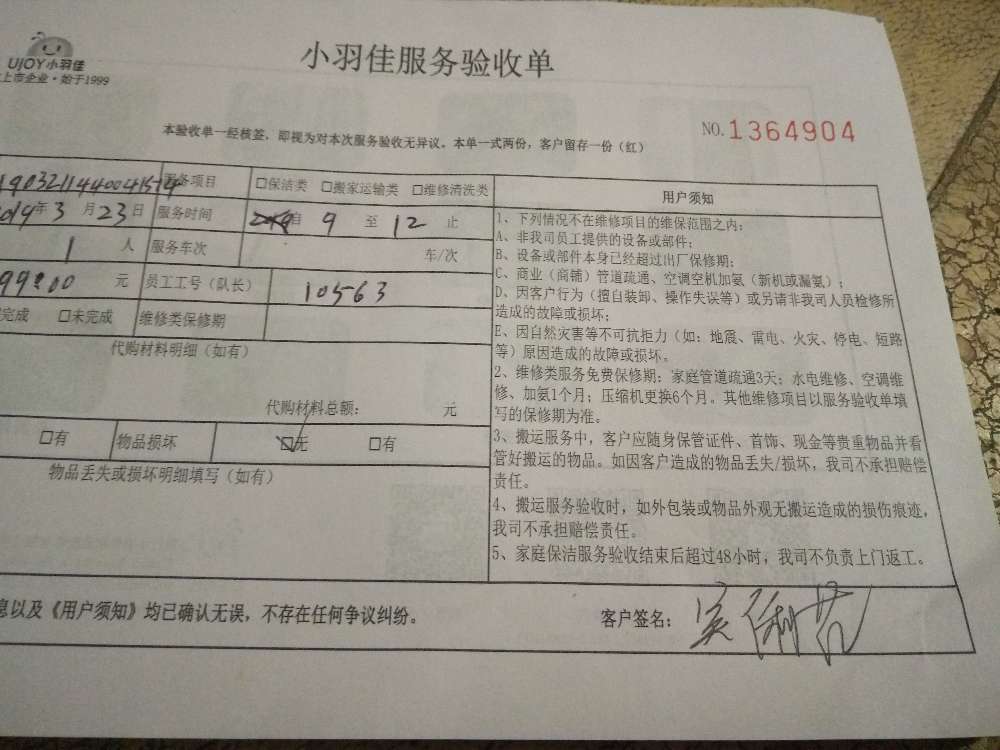 UJOY小羽佳
上市企业·始于1999
小羽佳服务验收单
NO.1364904
本验收单一经核签，即视为对本次服务验收无异议。本单一式两份，客户留存一份（红）
服务项目 □保洁类 □搬家运输类 □维修清洗类
年3月23日 服务时间 自9至12止
1人 服务车次 车/次
元 员工工号（队长） 10563
完成 □未完成 维修类保修期
代购材料明细（如有）
代购材料总额： 元
□有 物品损坏 ☑无 □有
物品丢失或损坏明细填写（如有）
用户须知
1、下列情况不在维修项目的维保范围之内：
A、非我司员工提供的设备或部件；
B、设备或部件本身已经超过出厂保修期；
C、商业（商铺）管道疏通、空调空机加氨（新机或漏氨）；
D、因客户行为（擅自装卸、操作失误等）或另请非我司人员检修所
造成的故障或损坏；
E、因自然灾害等不可抗拒力（如：地震、雷电、火灾、停电、短路
等）原因造成的故障或损坏。
2、维修类服务免费保修期：家庭管道疏通3天；水电维修、空调维
修、加氨1个月；压缩机更换6个月。其他维修项目以服务验收单填
写的保修期为准。
3、搬运服务中，客户应随身保管证件、首饰、现金等贵重物品并看
管好搬运的物品。如因客户造成的物品丢失/损坏，我司不承担赔偿
责任。
4、搬运服务验收时，如外包装或物品外观无搬运造成的损伤痕迹，
我司不承担赔偿责任。
5、家庭保洁服务验收结束后超过48小时，我司不负责上门返工。
息以及《用户须知》均已确认无误，不存在任何争议纠纷。
客户签名：